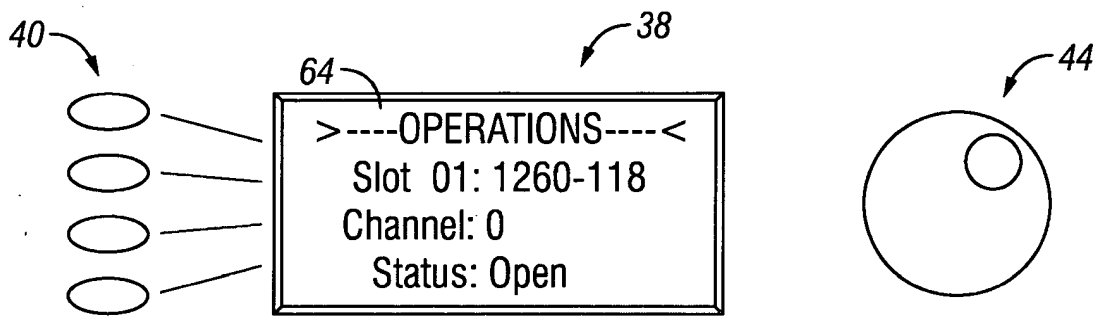 40
38
44
64
>----OPERATIONS----<
Slot 01: 1260-118
Channel: 0
Status: Open